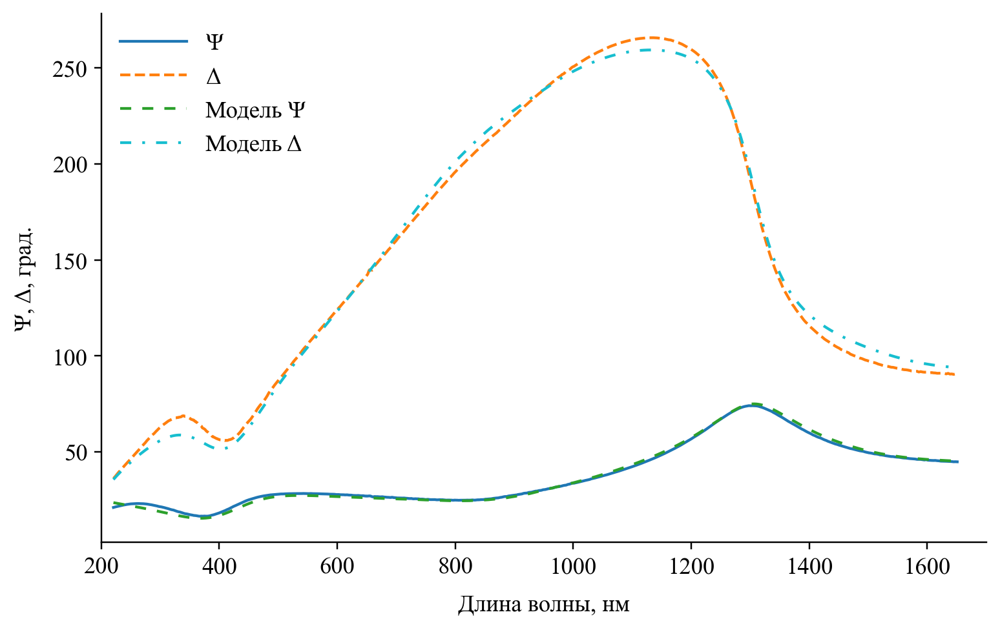 Ψ
Δ
Модель Ψ
Модель Δ
250
200
150
100
50
Ψ, Δ, град.
200 400 600 800 1000 1200 1400 1600
Длина волны, нм